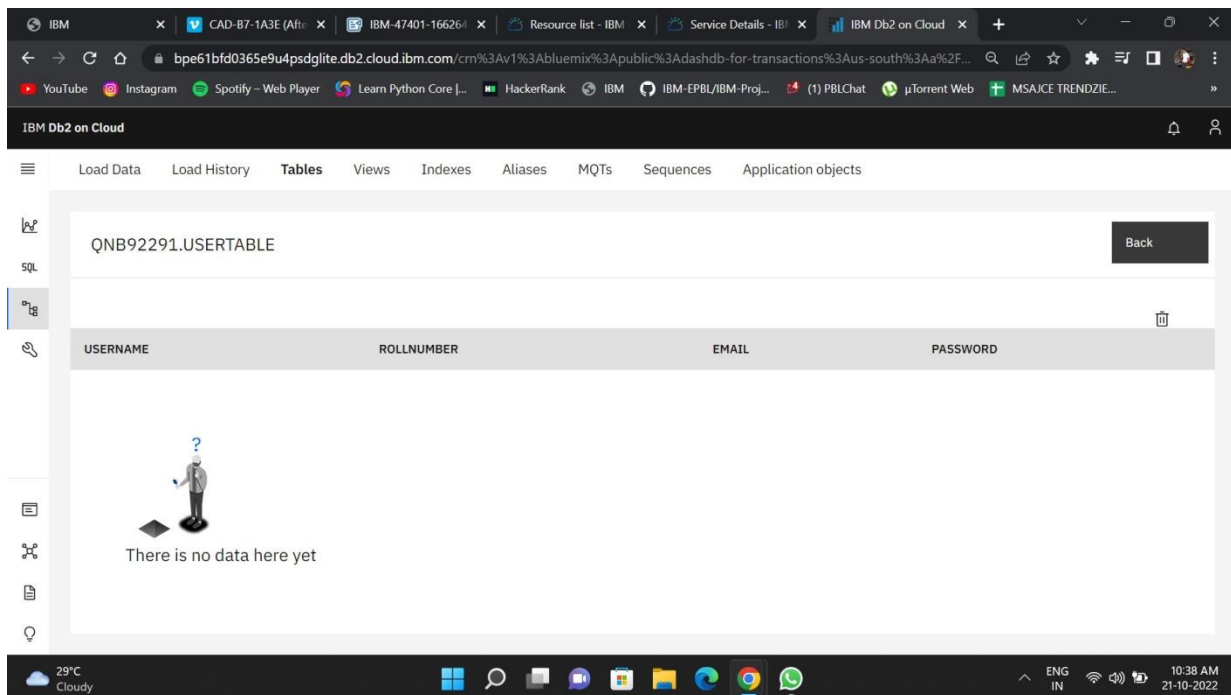 IBM
CAD-B7-1A3E (Afte
IBM-47401-166264
Resource list - IBM
Service Details - IB
IBM Db2 on Cloud
bpe61bfd0365e9u4psdglite.db2.cloud.ibm.com/crn%3Av1%3Abluemix%3Apublic%3Adashdb-for-transactions%3Aus-south%3Aa%2F...
YouTube Instagram Spotify – Web Player Learn Python Core |... HackerRank IBM IBM-EPBL/IBM-Proj... (1) PBLChat µTorrent Web MSAJCE TRENDZIE... »
IBM Db2 on Cloud
Load Data Load History Tables Views Indexes Aliases MQTs Sequences Application objects
QNB92291.USERTABLE
Back
SQL
USERNAME ROLLNUMBER EMAIL PASSWORD
?
There is no data here yet
29°C
Cloudy
ENG
IN
10:38 AM
21-10-2022